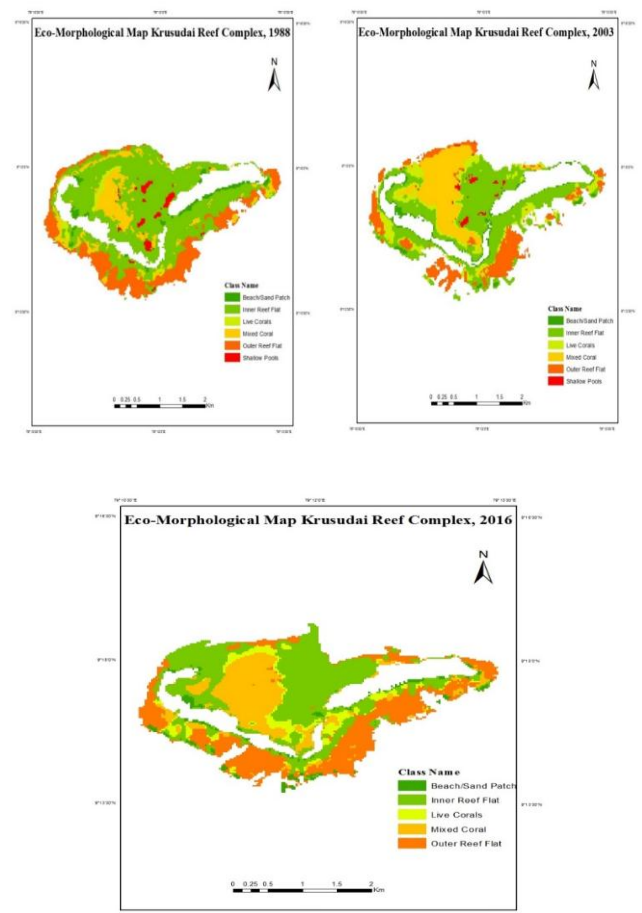 Eco-Morphological Map Krusudai Reef Complex, 1988
N
Class Name
Beach/Sand Patch
Inner Reef Flat
Live Corals
Mixed Coral
Outer Reef Flat
Shallow Pools
0 0.25 0.5 1 1.5 2
Km
Eco-Morphological Map Krusudai Reef Complex, 2003
N
Class Name
Beach/Sand Patch
Inner Reef Flat
Live Corals
Mixed Coral
Outer Reef Flat
Shallow Pools
0 0.25 0.5 1 1.5 2
Km
Eco-Morphological Map Krusudai Reef Complex, 2016
N
Class Name
Beach/Sand Patch
Inner Reef Flat
Live Corals
Mixed Coral
Outer Reef Flat
0 0.25 0.5 1 1.5 2
Km